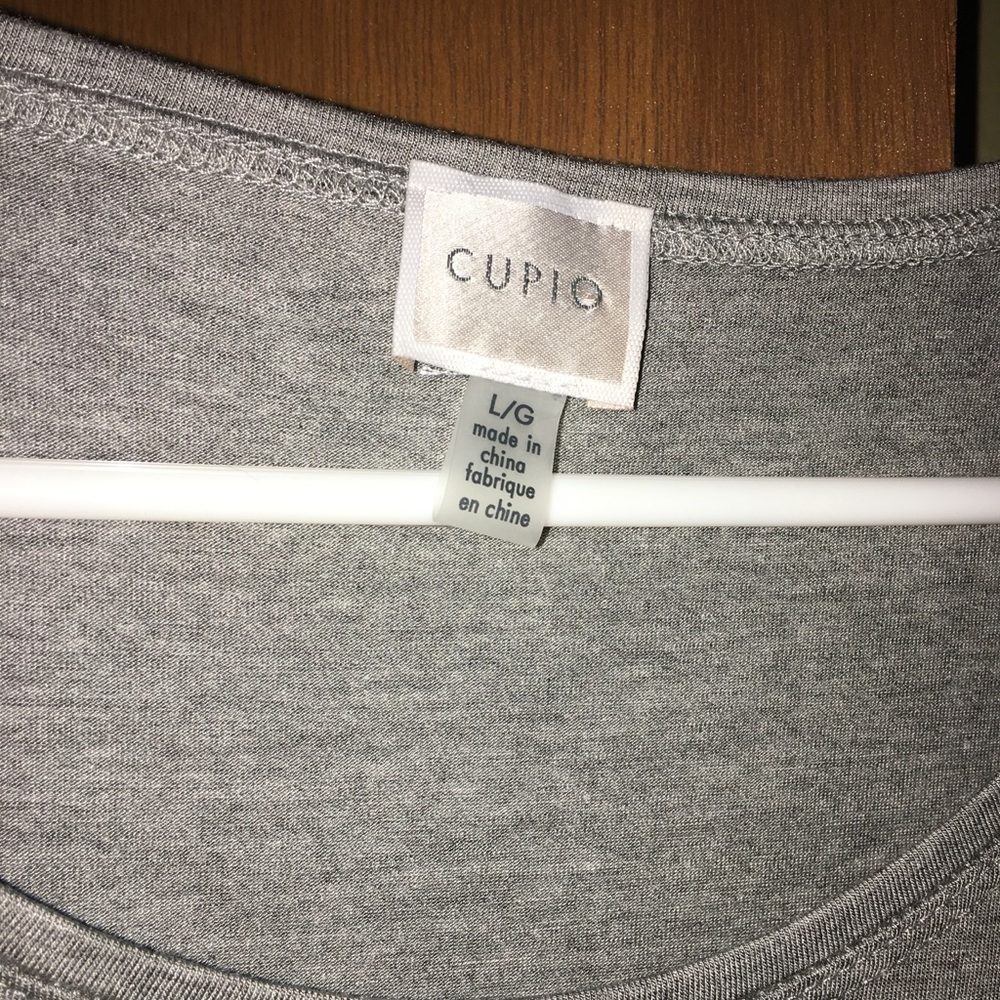 CUPIO
L/G
made in
china
fabrique
en chine